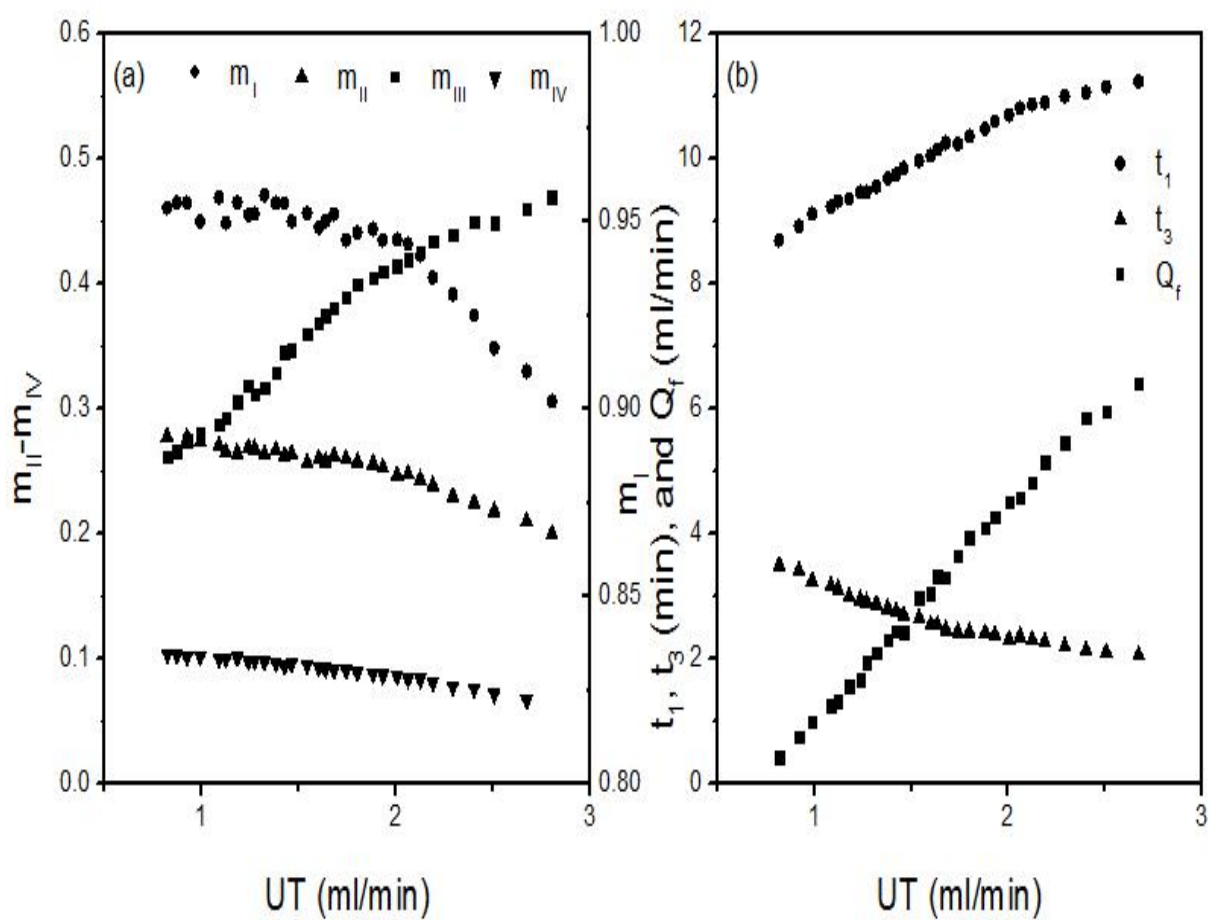 (a) m_I m_II m_III m_IV
0.6
0.5
0.4
0.3
0.2
0.1
0.0
m_II-m_IV
1 2 3
UT (ml/min)
1.00
0.95
0.90
0.85
0.80
m_I
(b)
t_1
t_3
Q_f
12
10
8
6
4
2
0
t_1, t_3 (min), and Q_f (ml/min)
1 2 3
UT (ml/min)